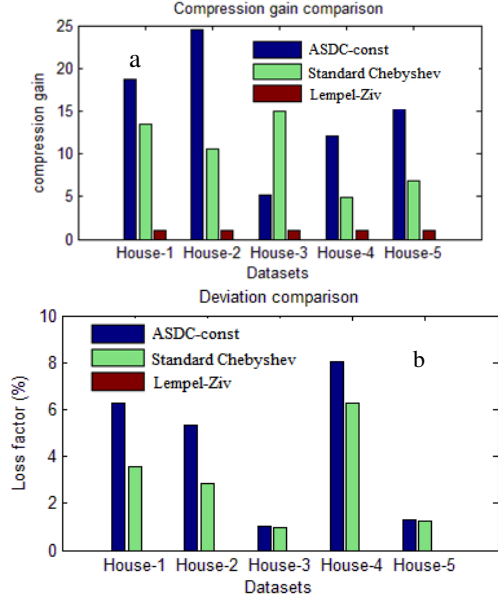 Compression gain comparison
a
ASDC-const
Standard Chebyshev
Lempel-Ziv
compression gain
25
20
15
10
5
0
House-1 House-2 House-3 House-4 House-5
Datasets
Deviation comparison
b
ASDC-const
Standard Chebyshev
Lempel-Ziv
Loss factor (%)
10
8
6
4
2
0
House-1 House-2 House-3 House-4 House-5
Datasets